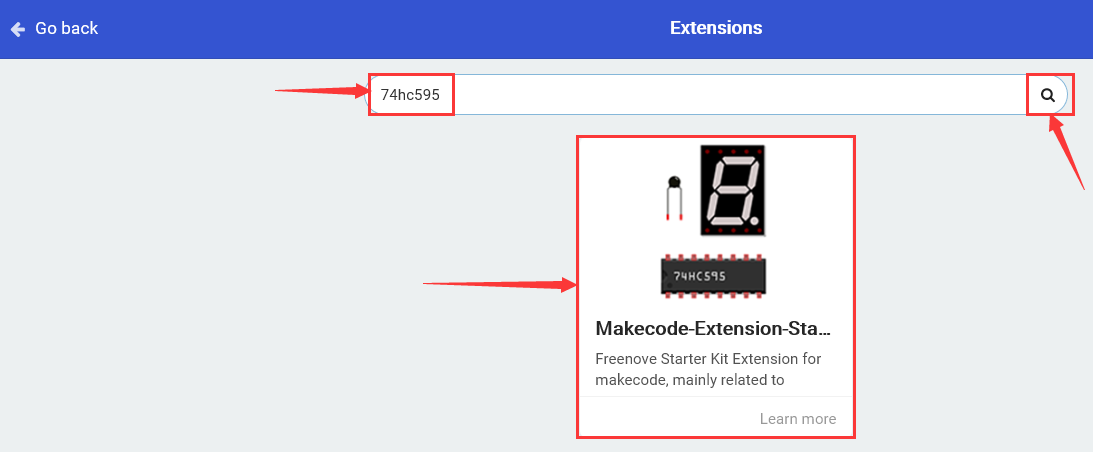 Go back
Extensions
74hc595
74HC595
Makecode-Extension-Sta...
Freenove Starter Kit Extension for
makecode, mainly related to
Learn more